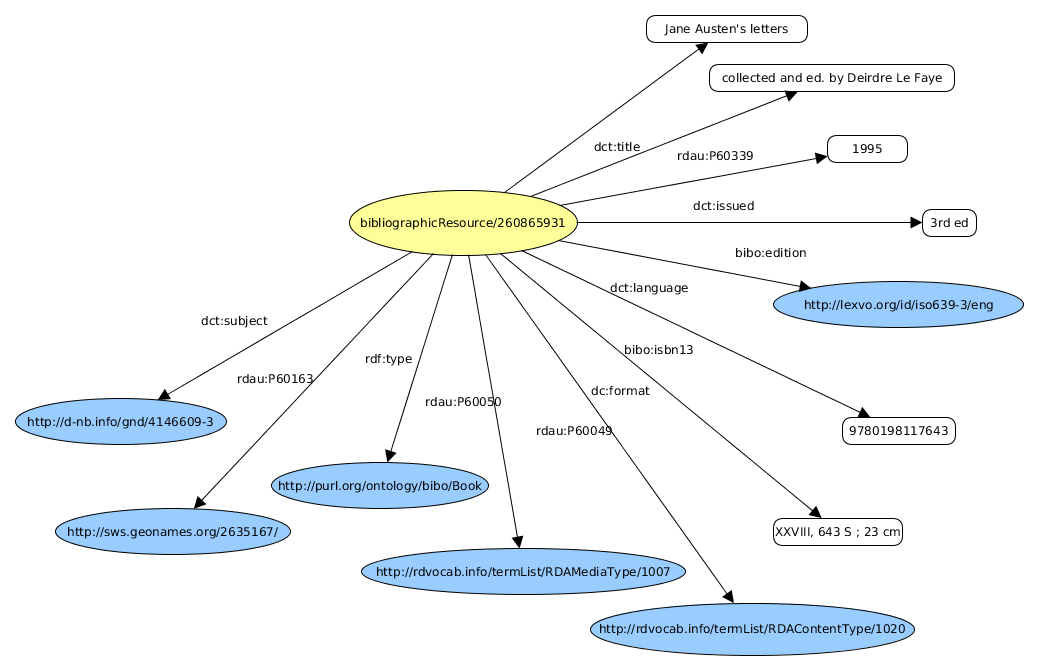 Jane Austen's letters
collected and ed. by Deirdre Le Faye
dct:title
rdau:P60339
1995
dct:issued
bibliographicResource/260865931
3rd ed
bibo:edition
dct:language
http://lexvo.org/id/iso639-3/eng
dct:subject
bibo:isbn13
rdf:type
rdau:P60163
dc:format
rdau:P60050
http://d-nb.info/gnd/4146609-3
rdau:P60049
9780198117643
http://purl.org/ontology/bibo/Book
http://sws.geonames.org/2635167/
XXVIII, 643 S ; 23 cm
http://rdvocab.info/termList/RDAMediaType/1007
http://rdvocab.info/termList/RDAContentType/1020